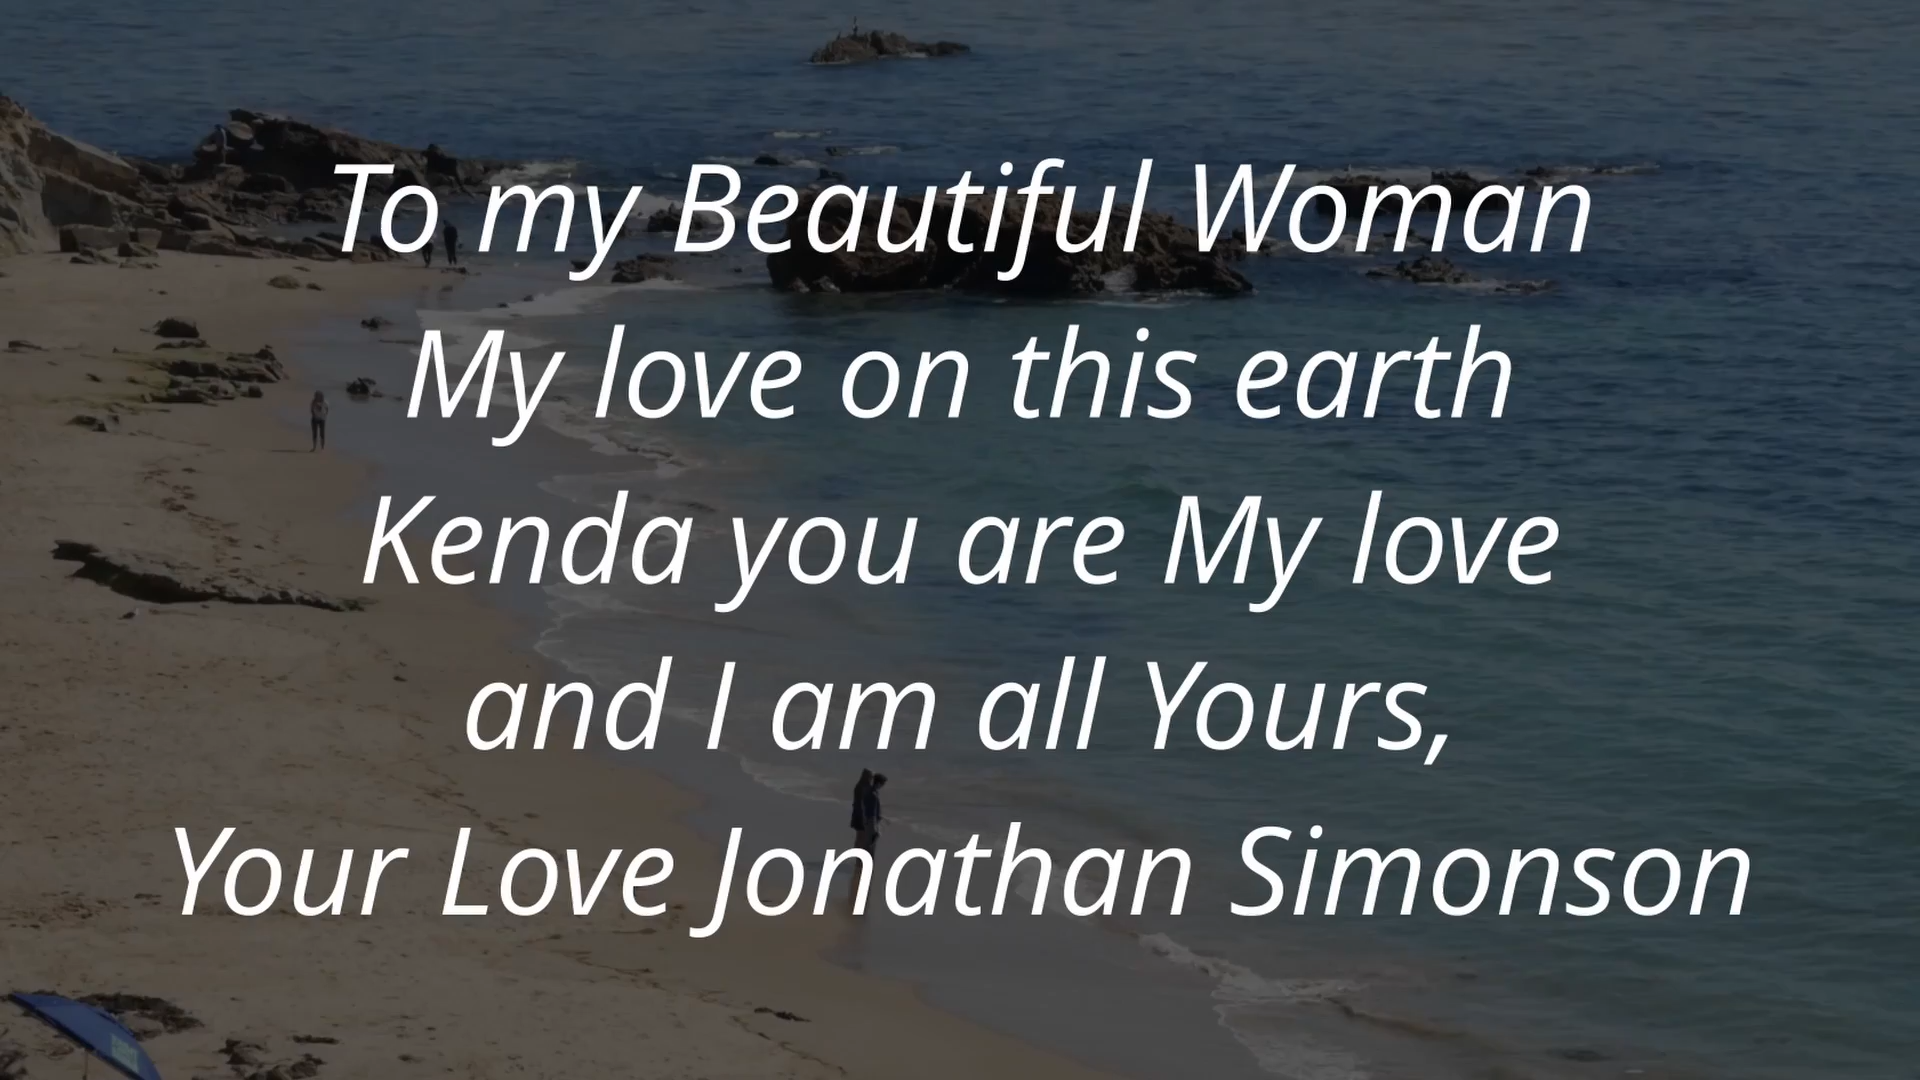 To my Beautiful Woman
My love on this earth
Kenda you are My love
and I am all Yours,
Your Love Jonathan Simonson